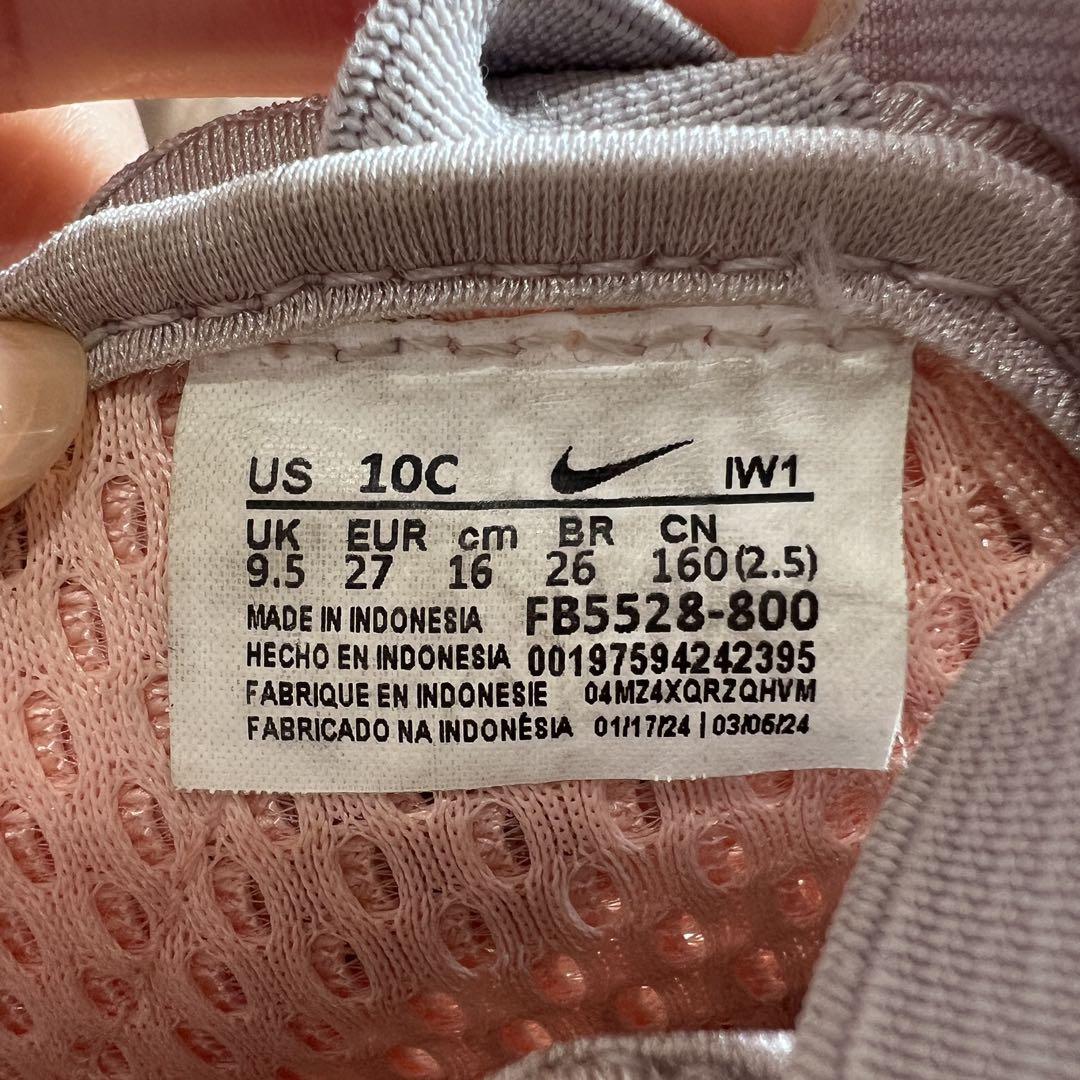 US 10C IW1
UK EUR cm BR CN
9.5 27 16 26 160(2.5)
MADE IN INDONESIA FB5528-800
HECHO EN INDONESIA 00197594242395
FABRIQUE EN INDONESIE 04MZ4XQRZQHVM
FABRICADO NA INDONÉSIA 01/17/24 | 03/06/24